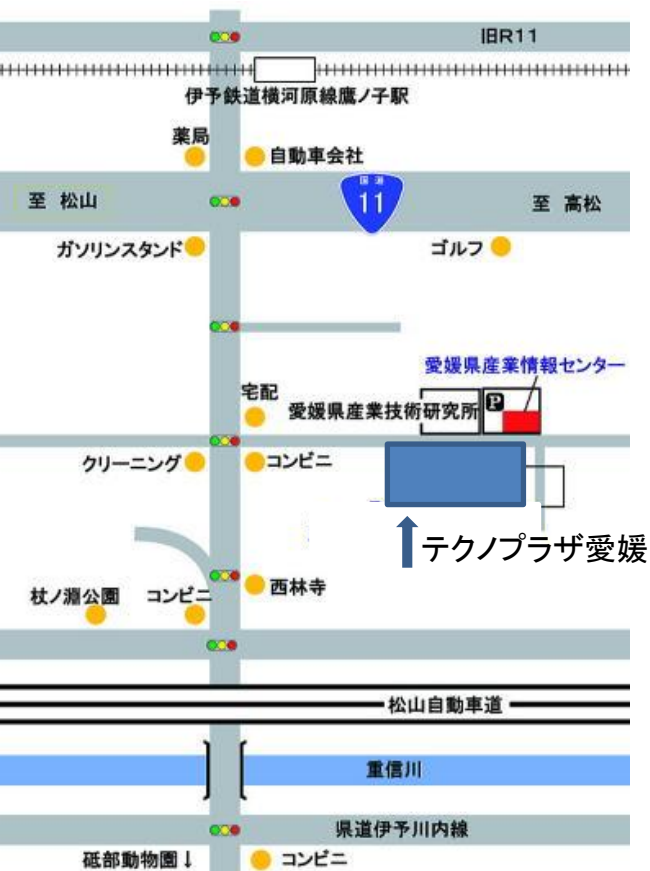 旧R11
伊予鉄道横河原線鷹ノ子駅
薬局
自動車会社
至 松山
国道
11
至 高松
ガソリンスタンド
ゴルフ
愛媛県産業情報センター
宅配
愛媛県産業技術研究所
P
クリーニング
コンビニ
テクノプラザ愛媛
杖ノ淵公園
コンビニ
西林寺
松山自動車道
重信川
県道伊予川内線
砥部動物園↓
コンビニ